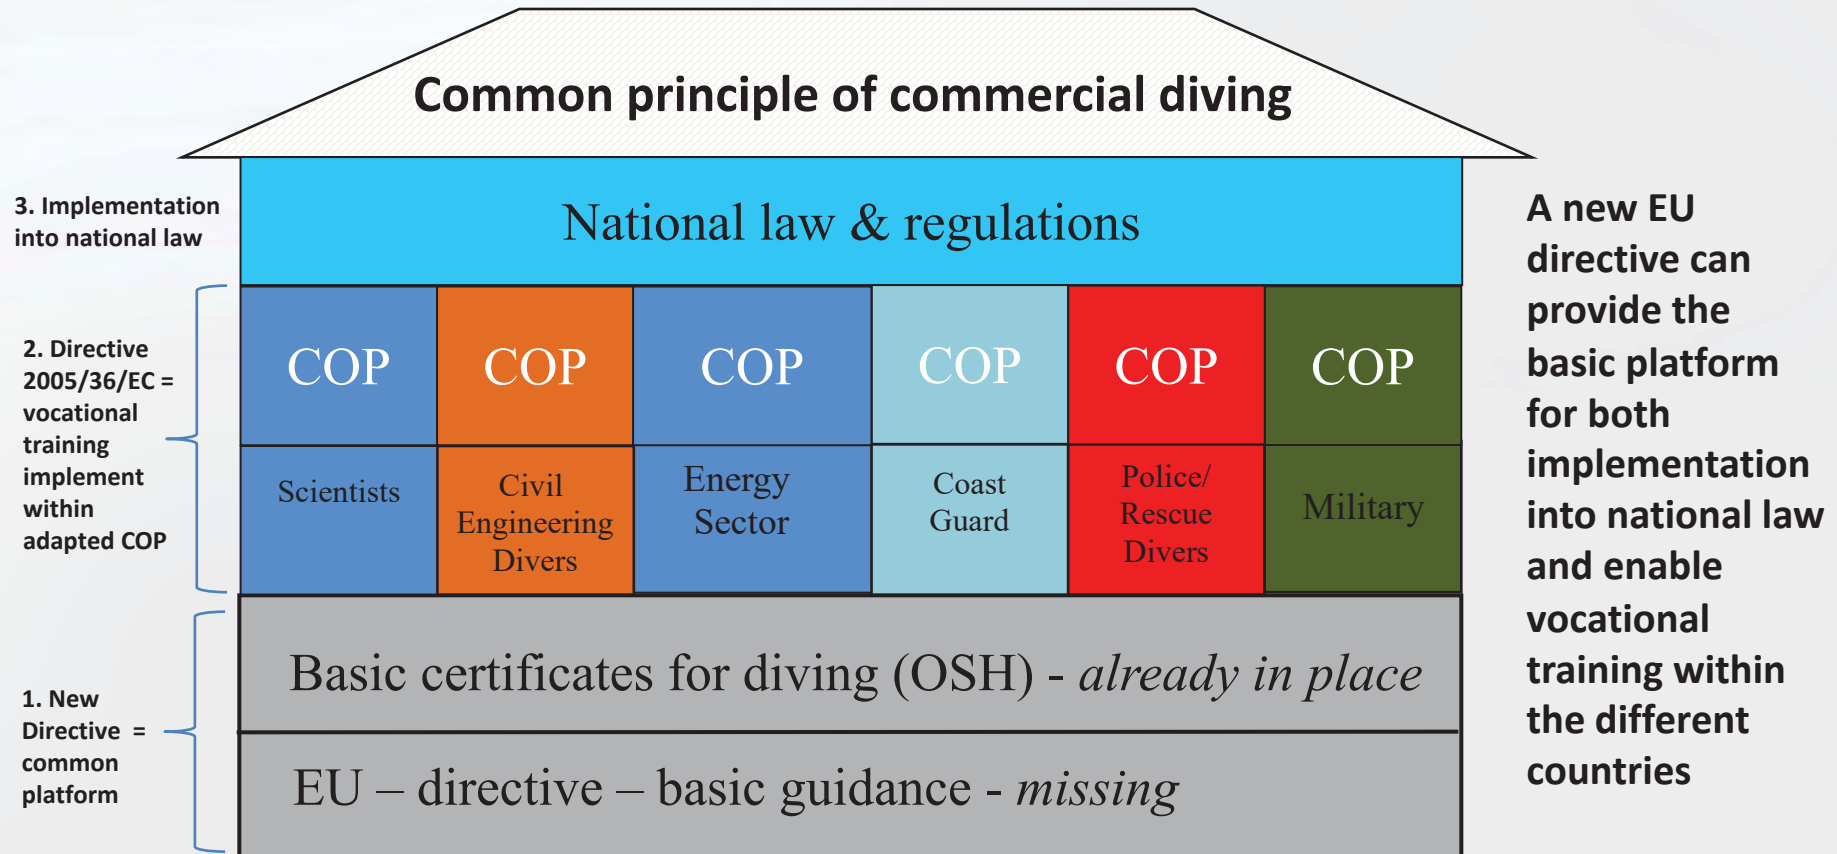 Common principle of commercial diving
3. Implementation
into national law
National law & regulations
2. Directive
2005/36/EC =
vocational
training
implement
within
adapted COP
COP
COP
COP
COP
COP
COP
Scientists
Civil
Engineering
Divers
Energy
Sector
Coast
Guard
Police/
Rescue
Divers
Military
1. New
Directive =
common
platform
Basic certificates for diving (OSH) - already in place
EU – directive – basic guidance - missing
A new EU
directive can
provide the
basic platform
for both
implementation
into national law
and enable
vocational
training within
the different
countries